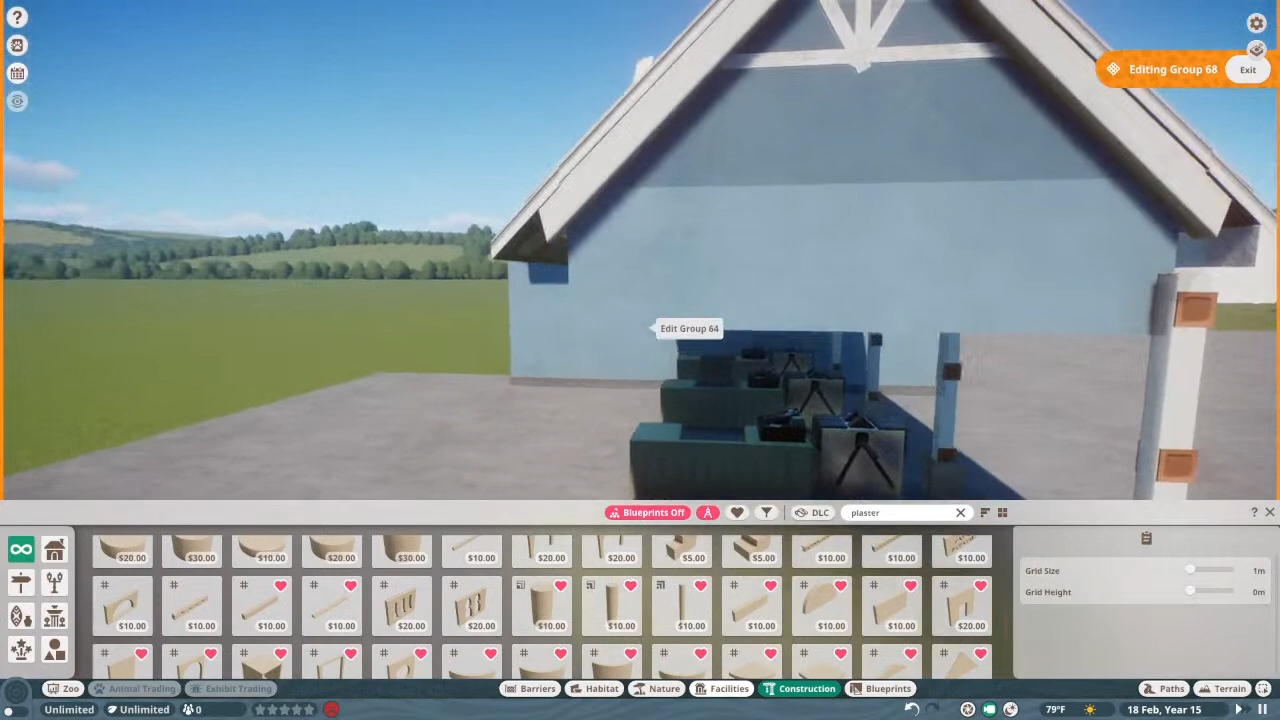 Editing Group 68
Exit
Edit Group 64
Blueprints Off
DLC
plaster
$20.00 $30.00 $10.00 $20.00 $30.00 $10.00 $20.00 $20.00 $5.00 $5.00 $10.00 $10.00 $10.00
Grid Size 1m
Grid Height 0m
$10.00 $10.00 $10.00 $10.00 $20.00 $20.00 $10.00 $10.00 $10.00 $10.00 $10.00 $10.00 $20.00
Zoo Animal Trading Exhibit Trading Barriers Habitat Nature Facilities Construction Blueprints Paths Terrain
Unlimited Unlimited 0 79°F 18 Feb, Year 15